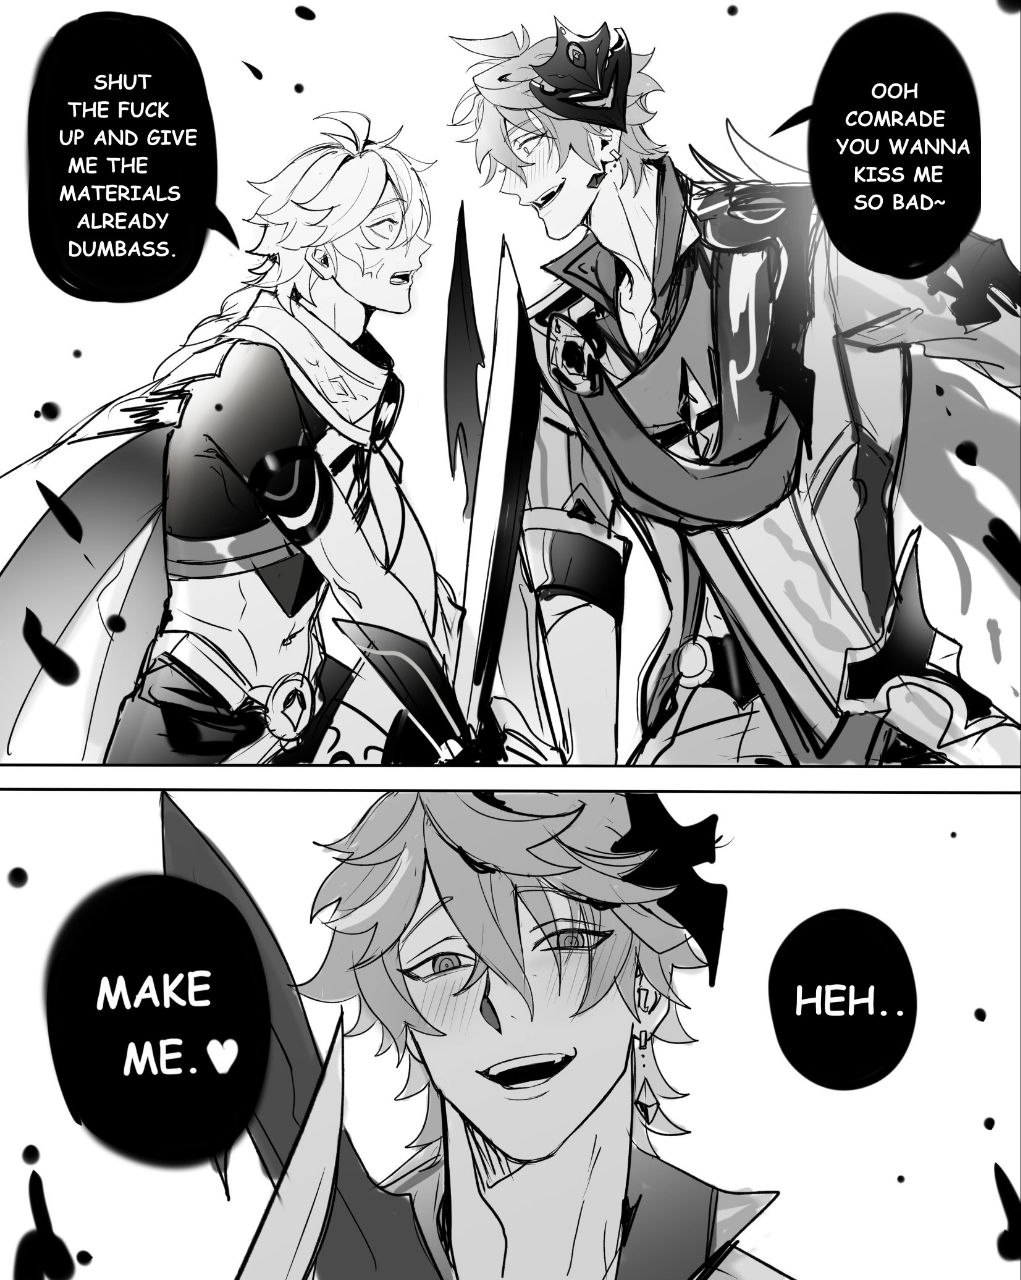 OOH
COMRADE
YOU WANNA
KISS ME
SO BAD~
SHUT
THE FUCK
UP AND GIVE
ME THE
MATERIALS
ALREADY
DUMBASS.
HEH..
MAKE
ME.♥